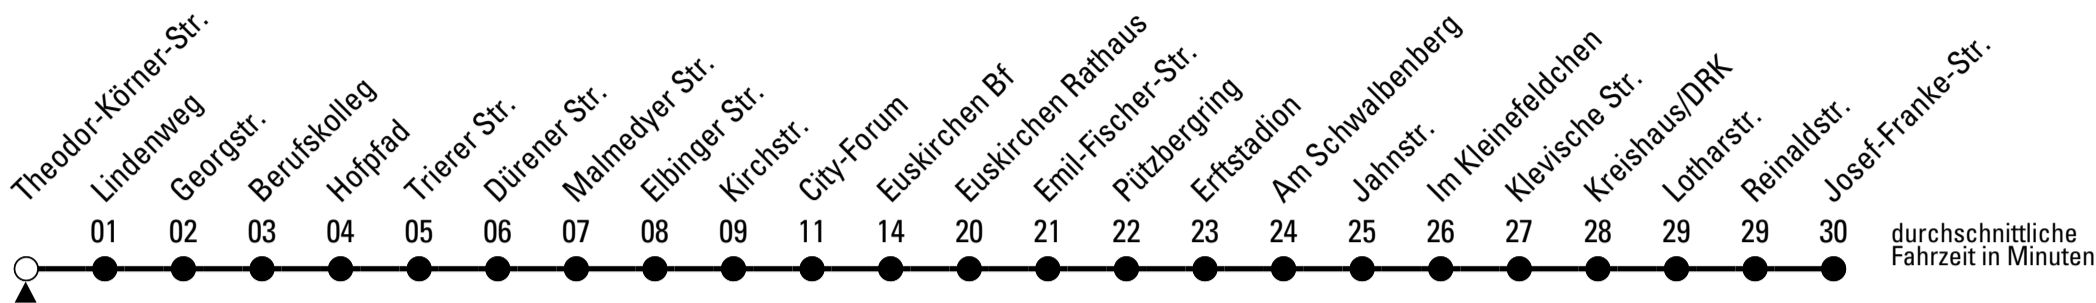 Theodor-Körner-Str.
Lindenweg
Georgstr.
Berufskolleg
Hofpfad
Trierer Str.
Dürener Str.
Malmedyer Str.
Elbinger Str.
Kirchstr.
City-Forum
Euskirchen Bf
Euskirchen Rathaus
Emil-Fischer-Str.
Pützbergring
Erftstadion
Am Schwalbenberg
Jahnstr.
Im Kleinefeldchen
Klevische Str.
Kreishaus/DRK
Lotharstr.
Reinaldstr.
Josef-Franke-Str.
01 02 03 04 05 06 07 08 09 11 14 20 21 22 23 24 25 26 27 28 29 29 30
durchschnittliche
Fahrzeit in Minuten